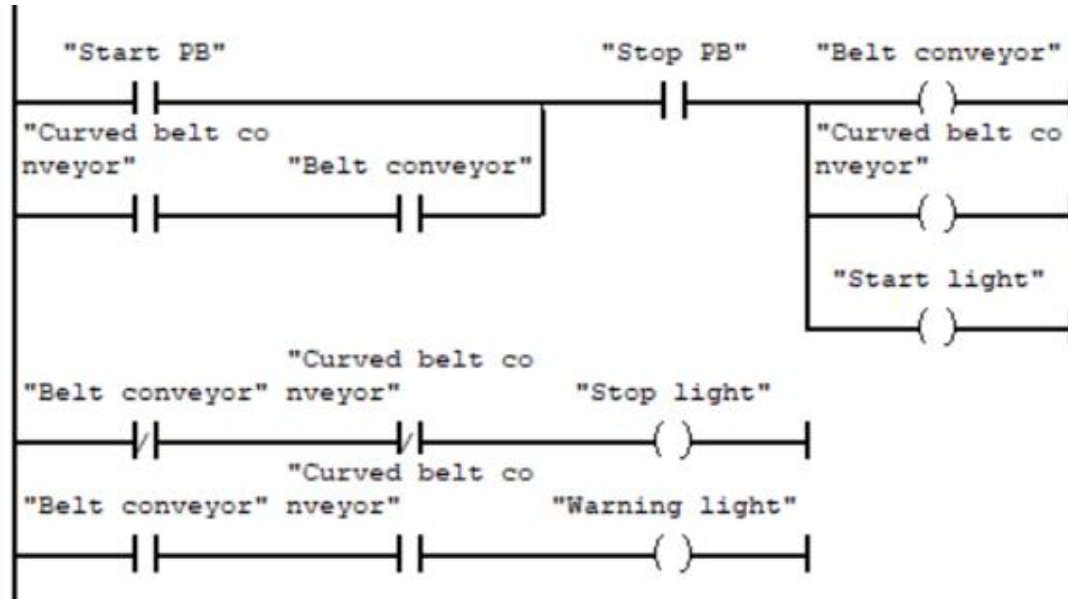 "Start PB" "Stop PB" "Belt conveyor"
"Curved belt co
nveyor" "Belt conveyor"
"Curved belt co
nveyor"
"Start light"
"Curved belt co
"Belt conveyor" nveyor" "Stop light"
"Curved belt co
"Belt conveyor" nveyor" "Warning light"